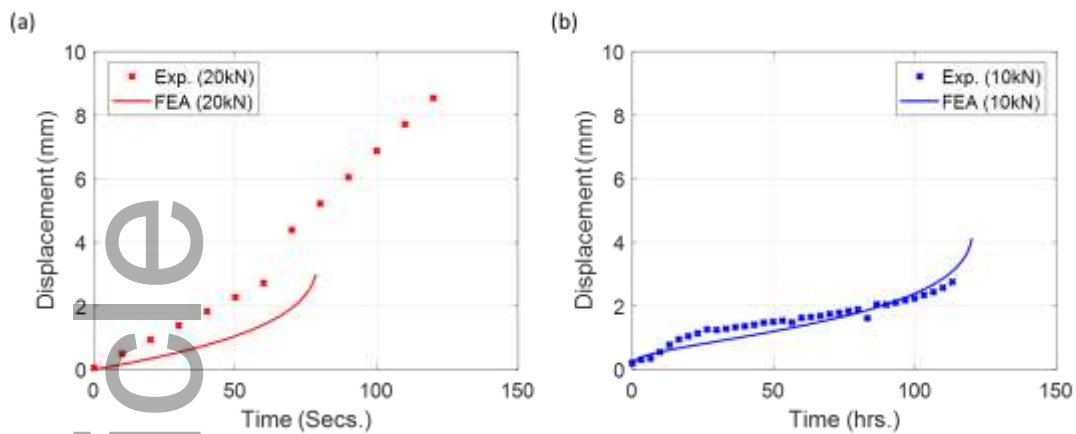 (a)
10
8
6
4
2
0
Displacement (mm)
Exp. (20kN)
FEA (20kN)
0 50 100 150
Time (Secs.)
(b)
10
8
6
4
2
0
Displacement (mm)
Exp. (10kN)
FEA (10kN)
0 50 100 150
Time (hrs.)
cle